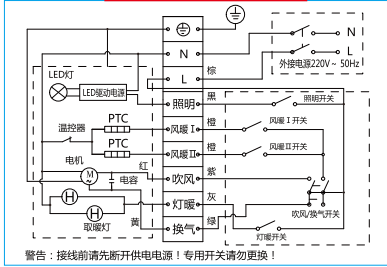 N
N
L
LED灯
L
棕
外接电源220V~ 50Hz
LED驱动电源
黑
照明
照明开关
PTC
橙
风暖 I 开关
温控器
风暖 I
PTC
橙
风暖II开关
风暖II
电机
红
紫
M
电容
吹风
H
灰
灯暖
H
吹风/换气开关
取暖灯
黄
绿
换气
灯暖开关
警告：接线前请先断开供电电源！专用开关请勿更换！